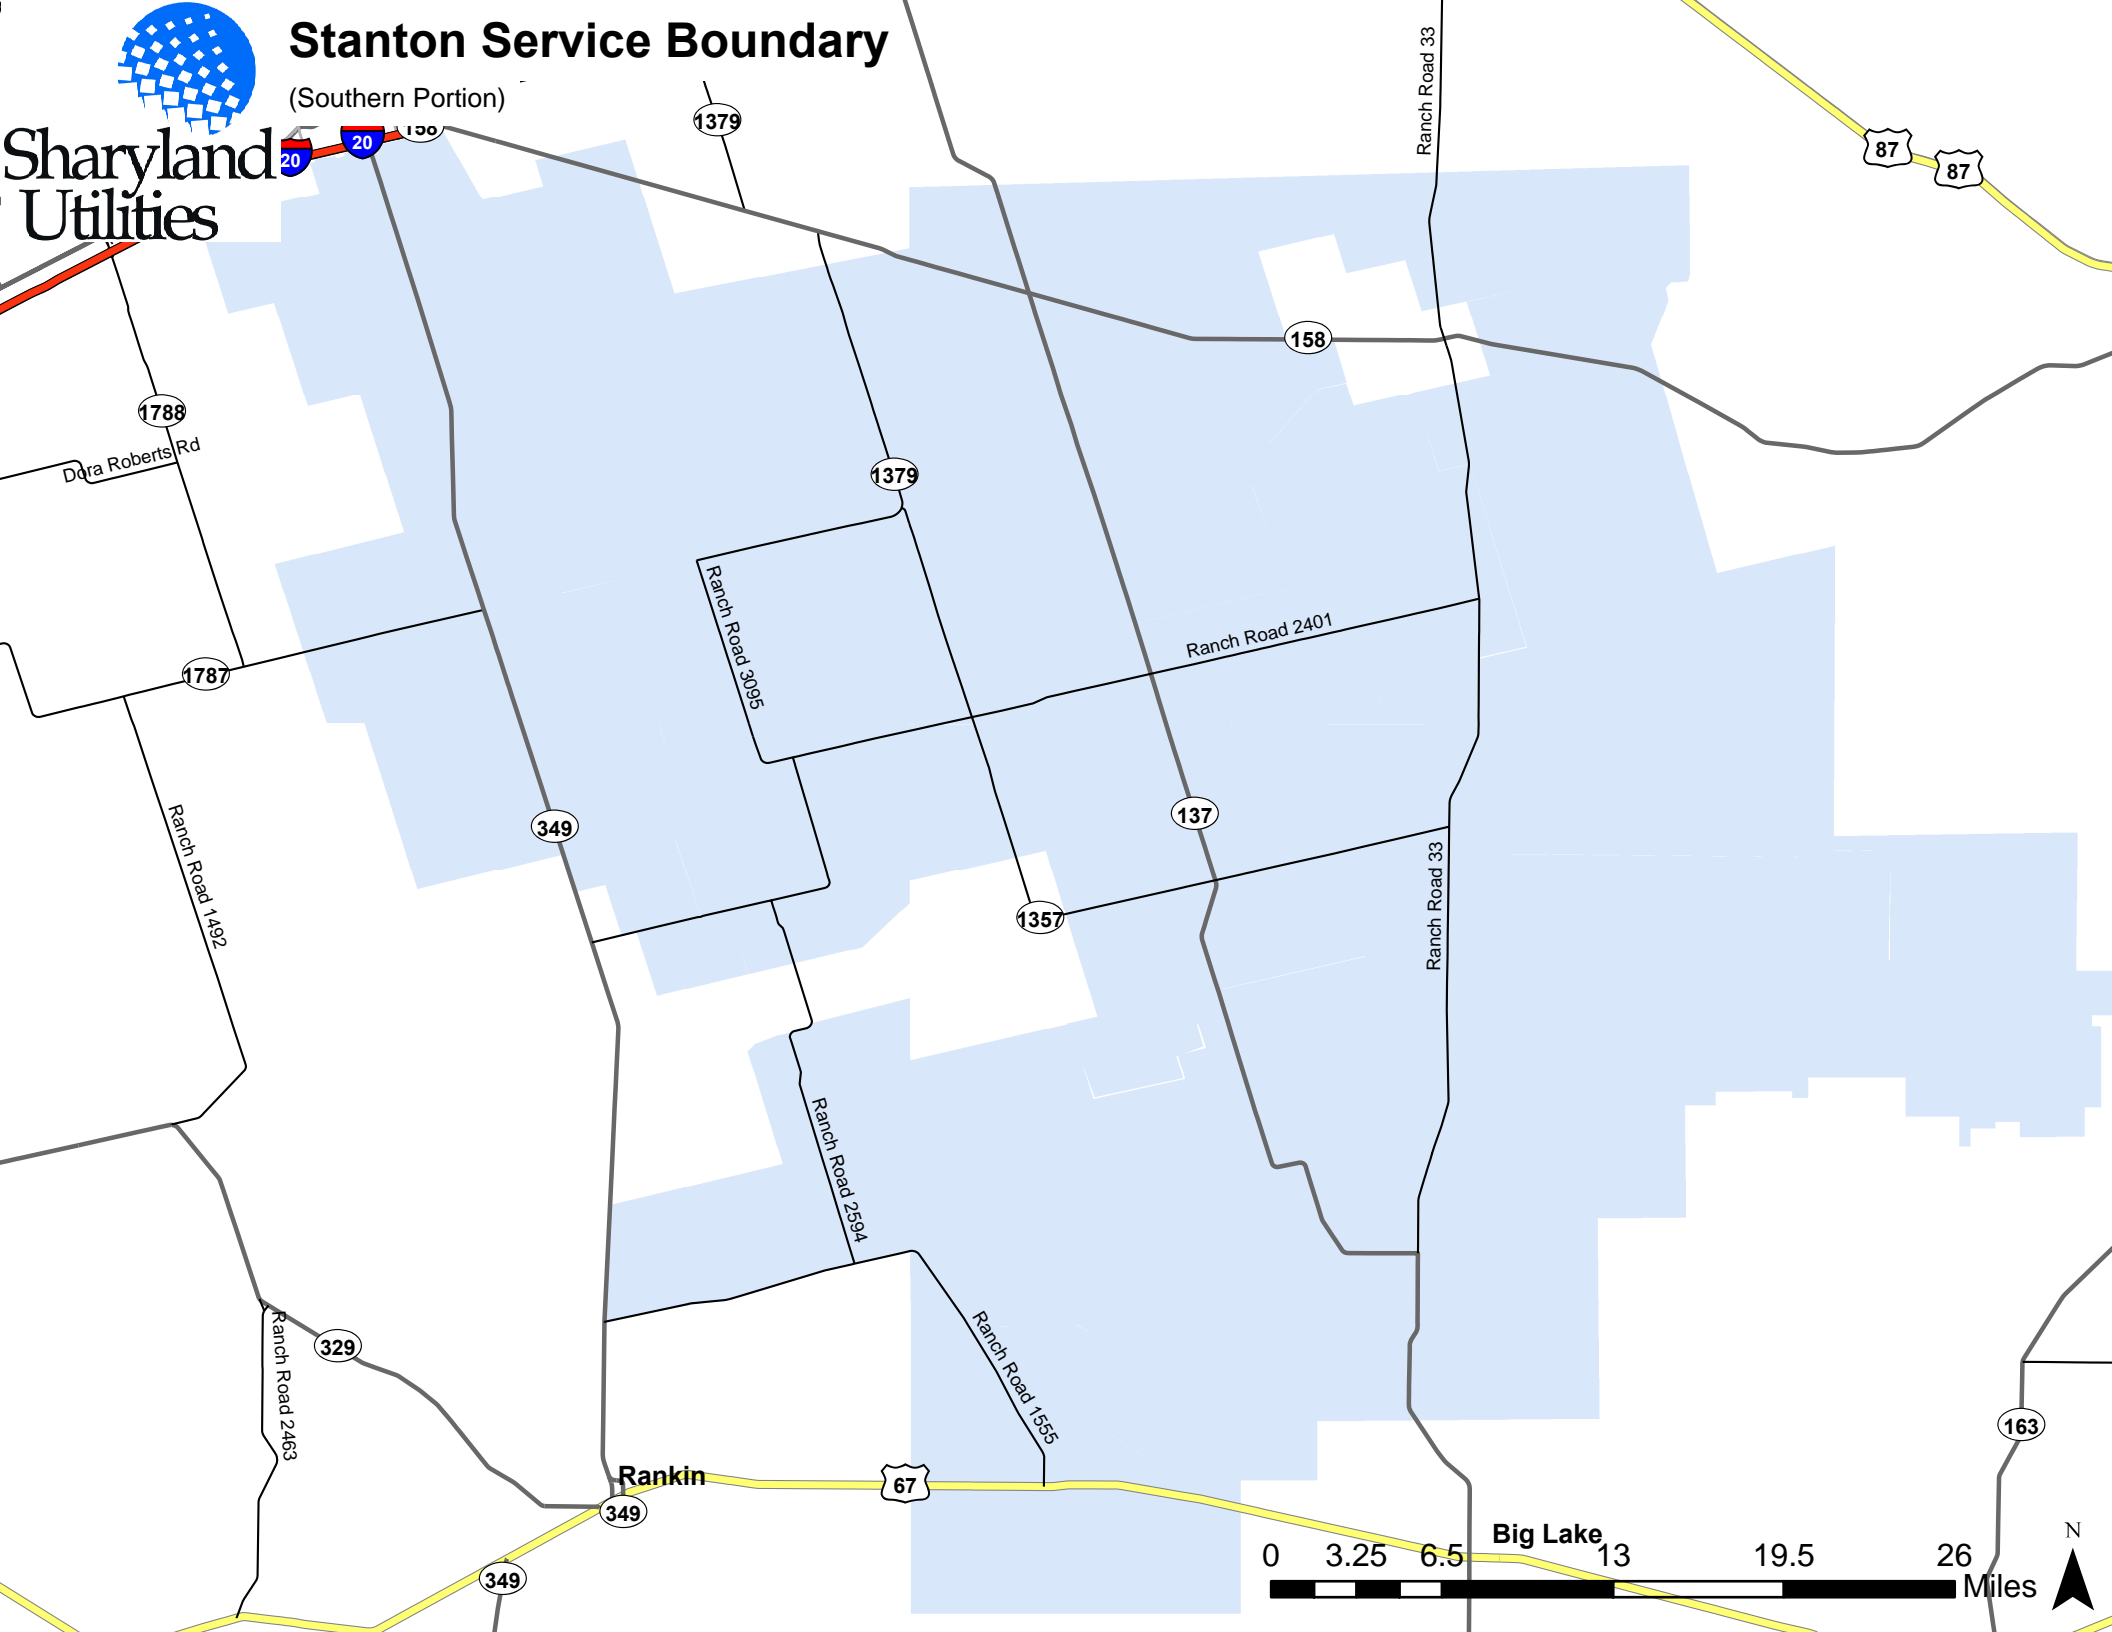 Stanton Service Boundary
(Southern Portion)
Sharyland
Utilities
20
20
158
1379
Ranch Road 33
87
87
158
1788
Dora Roberts Rd
1379
Ranch Road 3095
Ranch Road 2401
1787
Ranch Road 1492
349
137
Ranch Road 33
1357
Ranch Road 2594
Ranch Road 1555
329
Ranch Road 2463
163
Rankin
67
349
349
Big Lake
0 3.25 6.5 13 19.5 26
Miles
N